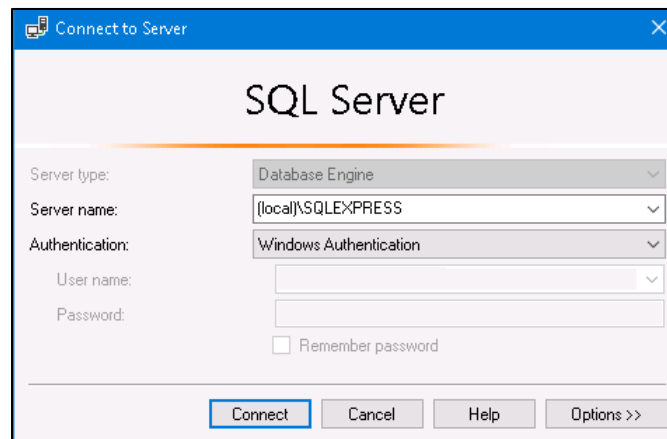 Connect to Server
SQL Server
Server type: Database Engine
Server name: (local)\SQLEXPRESS
Authentication: Windows Authentication
User name:
Password:
Remember password
Connect Cancel Help Options >>